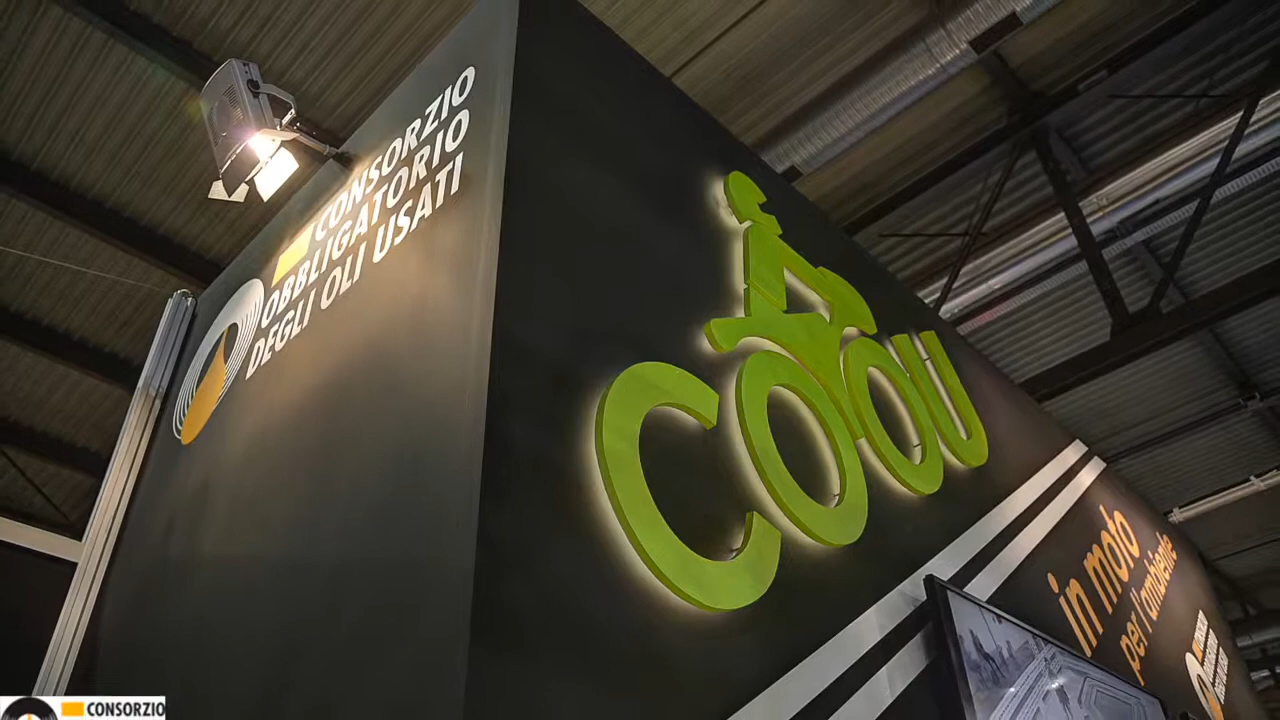 CONSORZIO
OBBLIGATORIO
DEGLI OLI USATI
COOU
in moto
per l'ambiente
CONSORZIO